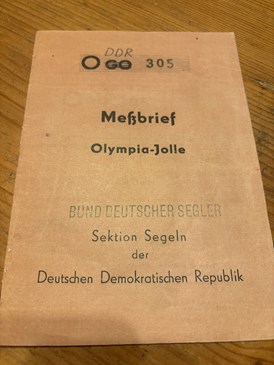 DDR
O GO 305
Meßbrief
Olympia-Jolle
BUND DEUTSCHER SEGLER
Sektion Segeln
der
Deutschen Demokratischen Republik